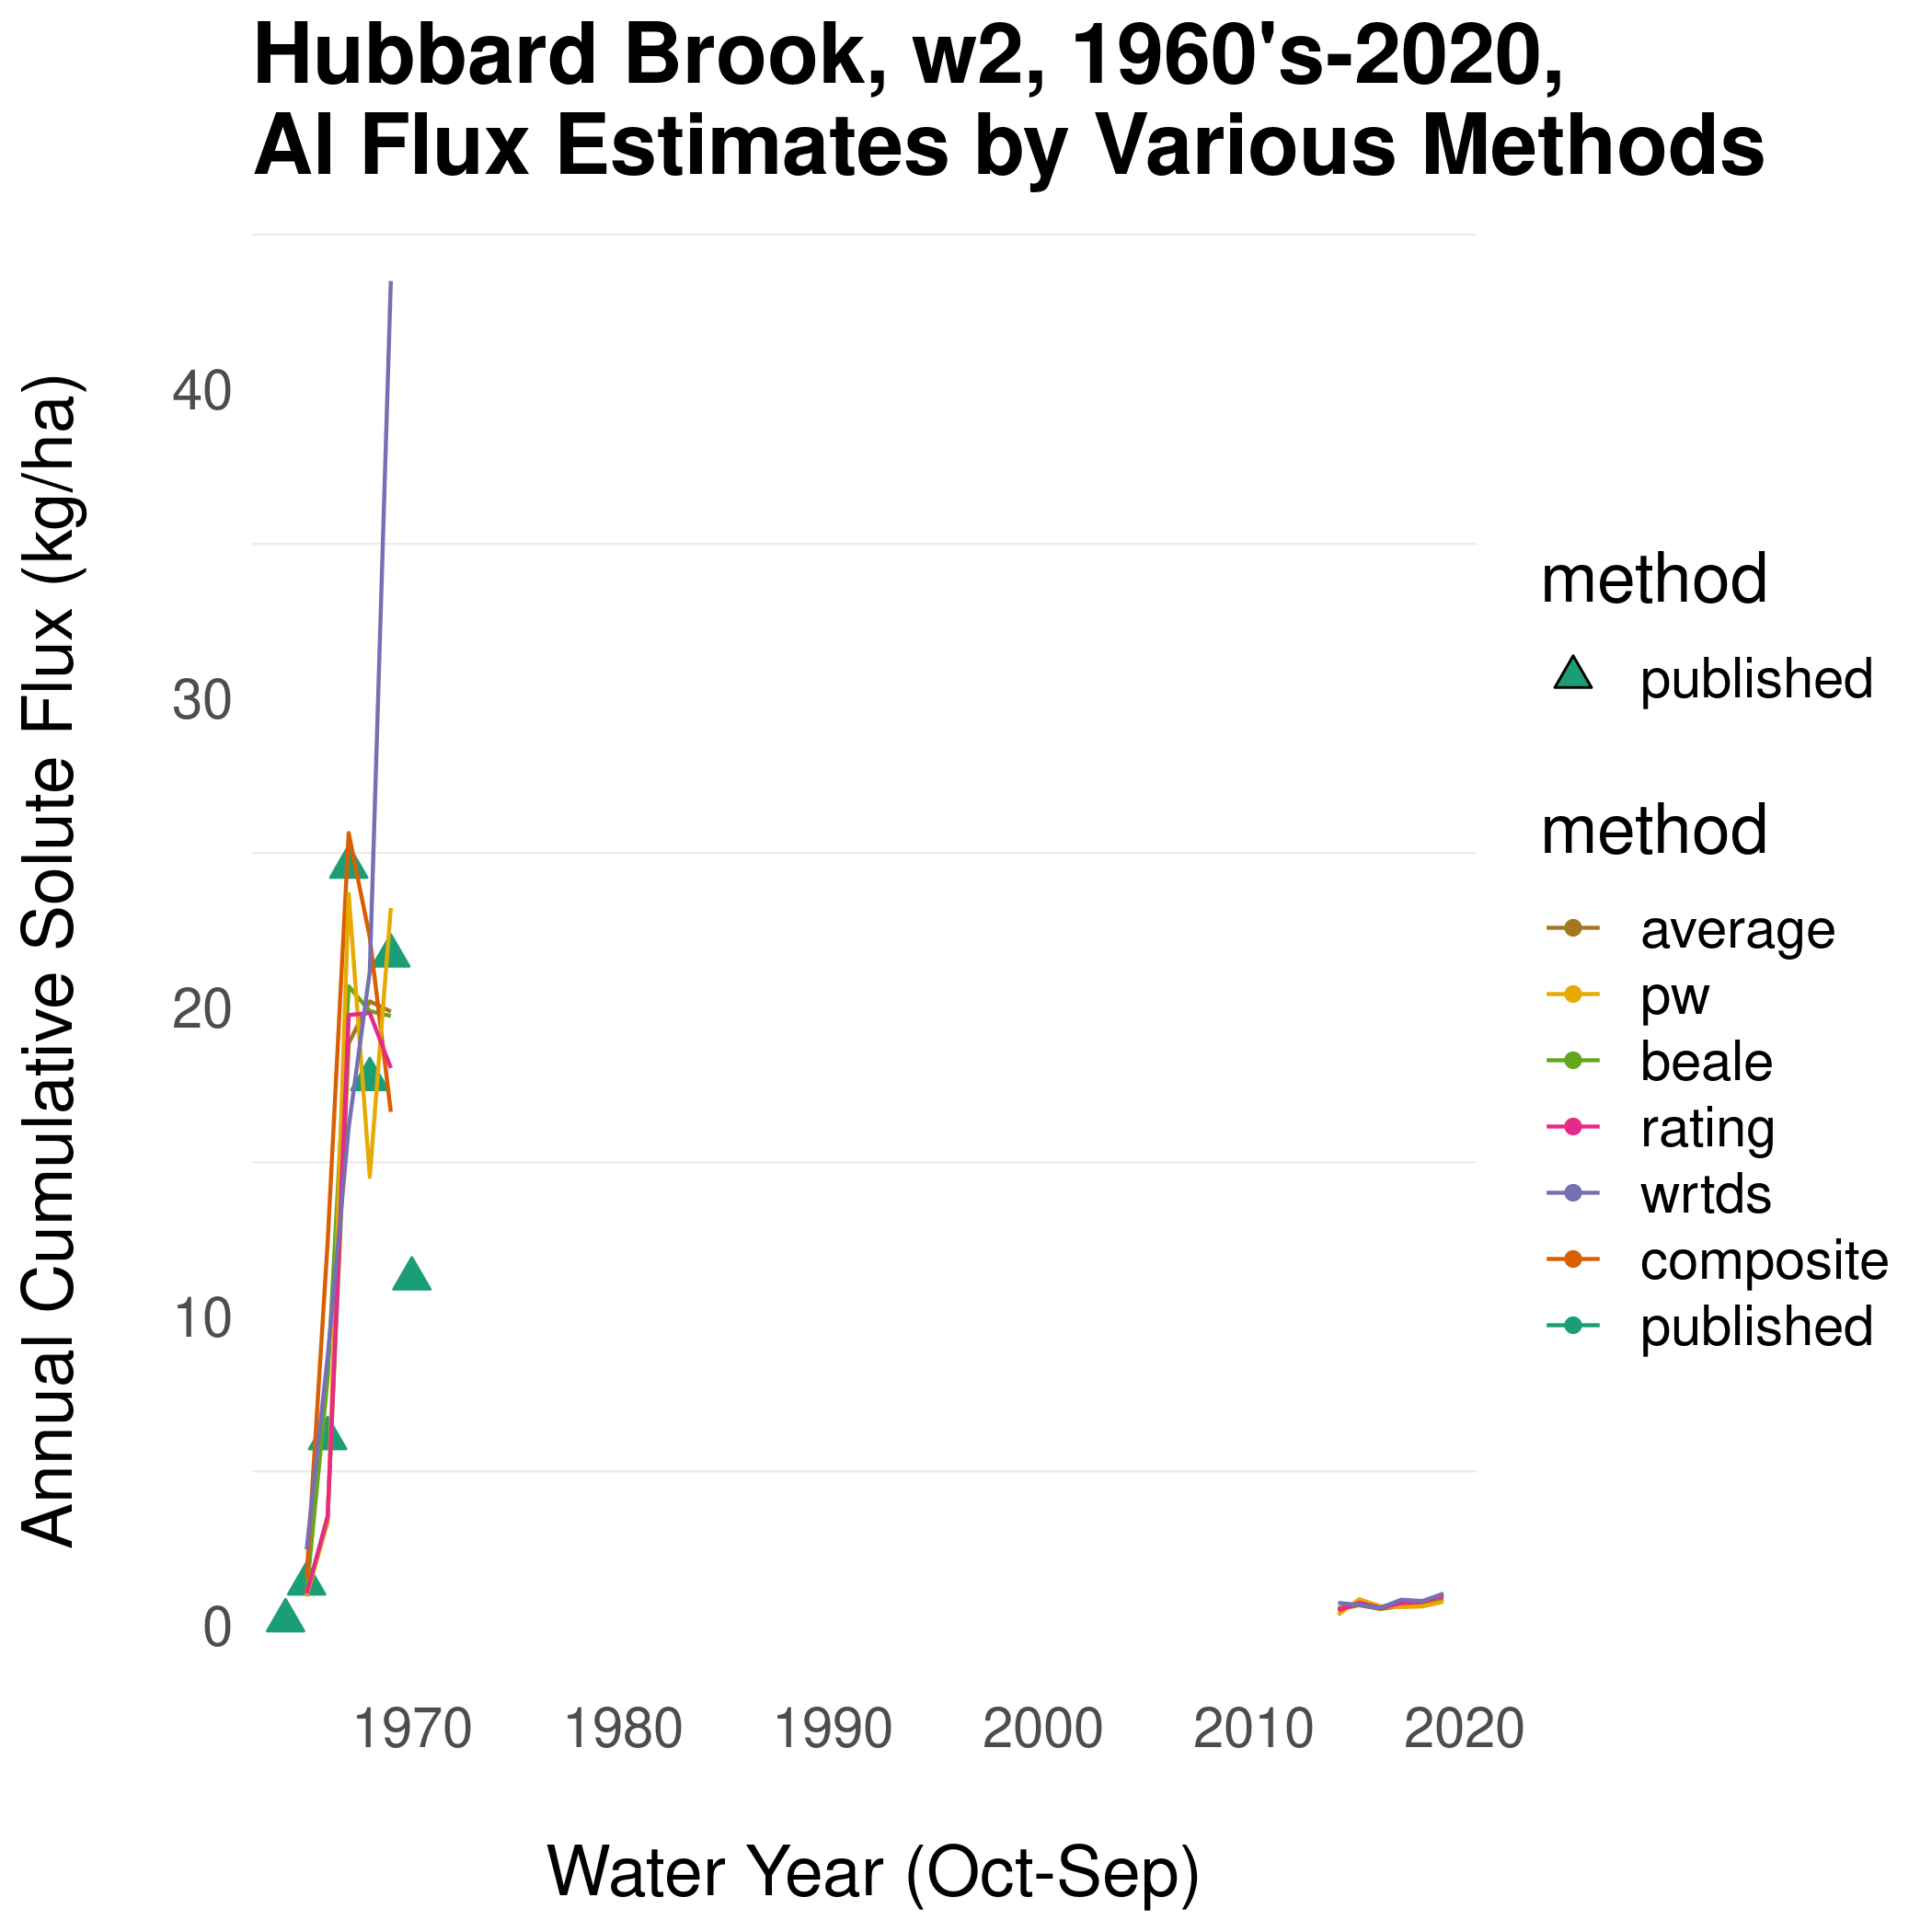 Hubbard Brook, w2, 1960's-2020,
Al Flux Estimates by Various Methods
Annual Cumulative Solute Flux (kg/ha)
40
30
20
10
0
1970 1980 1990 2000 2010 2020
Water Year (Oct-Sep)
method
published
method
average
pw
beale
rating
wrtds
composite
published